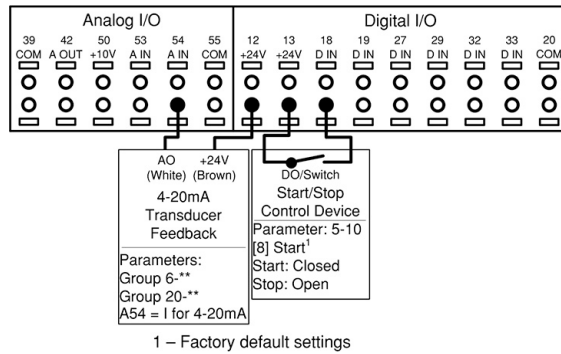 Analog I/O
Digital I/O
39 42 50 53 54 55 12 13 18 19 27 29 32 33 20
COM A OUT +10V A IN A IN COM +24V +24V D IN D IN D IN D IN D IN D IN COM
AO +24V
(White) (Brown)
4-20mA
Transducer
Feedback
Parameters:
Group 6-**
Group 20-**
A54 = I for 4-20mA
DO/Switch
Start/Stop
Control Device
Parameter: 5-10
[8] Start¹
Start: Closed
Stop: Open
1 – Factory default settings